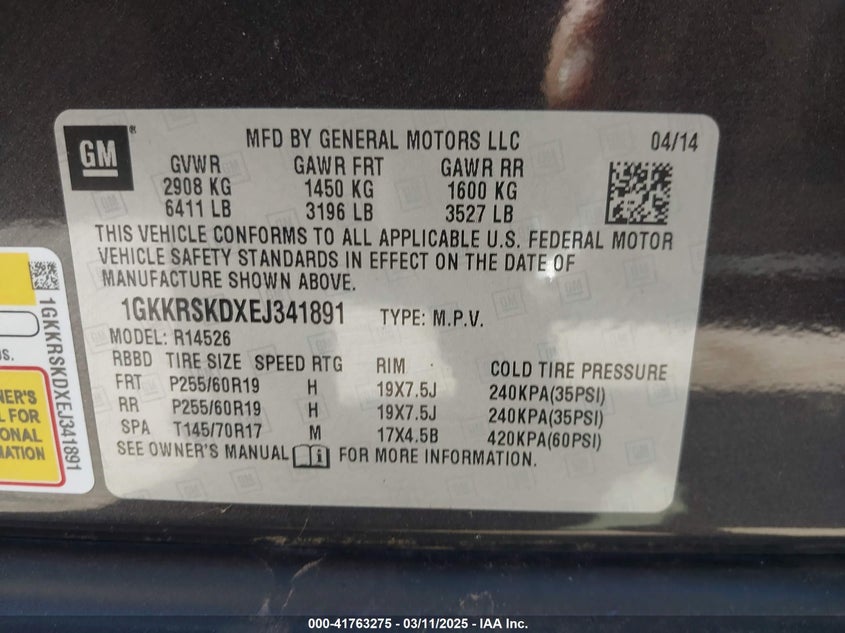 GM
®
MFD BY GENERAL MOTORS LLC 04/14
GVWR GAWR FRT GAWR RR
2908 KG 1450 KG 1600 KG
6411 LB 3196 LB 3527 LB
THIS VEHICLE CONFORMS TO ALL APPLICABLE U.S. FEDERAL MOTOR
VEHICLE SAFETY STANDARDS IN EFFECT ON THE DATE OF
MANUFACTURE SHOWN ABOVE.
1GKKRSKDXEJ341891 TYPE: M.P.V.
MODEL: R14526
RBBD TIRE SIZE SPEED RTG RIM COLD TIRE PRESSURE
FRT P255/60R19 H 19X7.5J 240KPA(35PSI)
RR P255/60R19 H 19X7.5J 240KPA(35PSI)
SPA T145/70R17 M 17X4.5B 420KPA(60PSI)
SEE OWNER'S MANUAL i FOR MORE INFORMATION.
1GKKRSKDXEJ341891
000-41763275 - 03/11/2025 - IAA Inc.